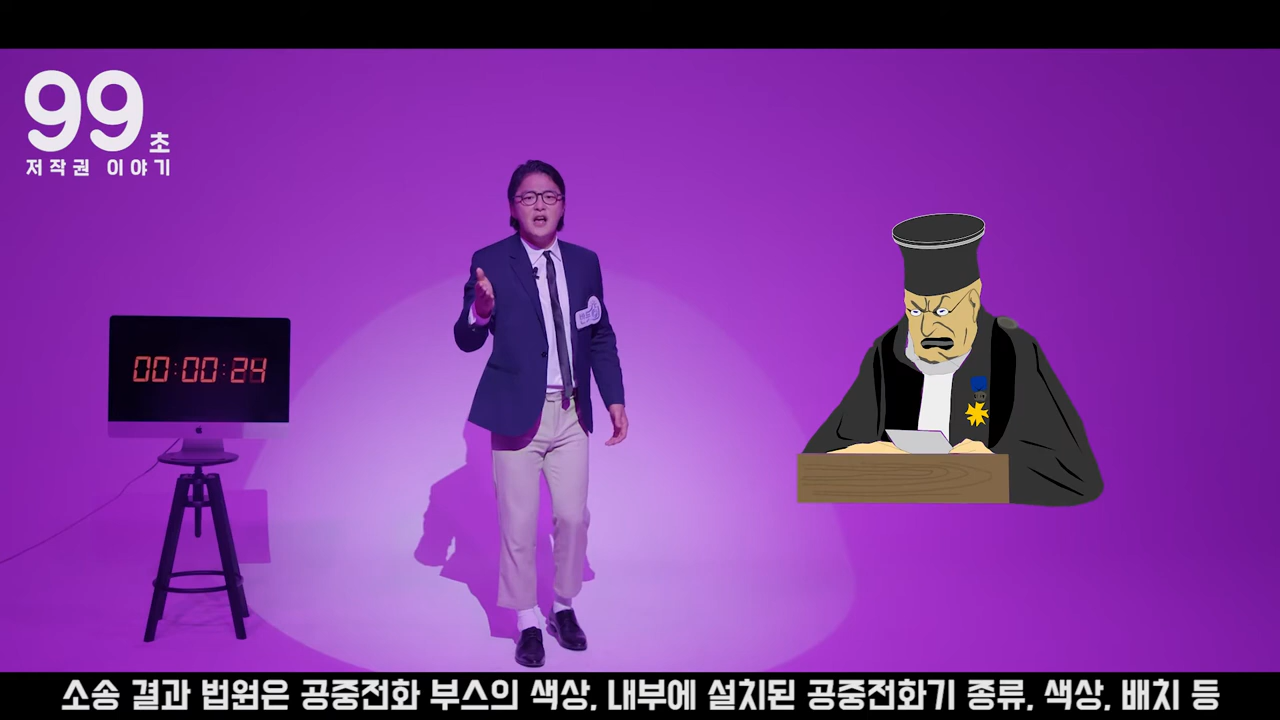 99초
저작권 이야기
00:00:24
소송 결과 법원은 공중전화 부스의 색상, 내부에 설치된 공중전화기 종류, 색상, 배치 등